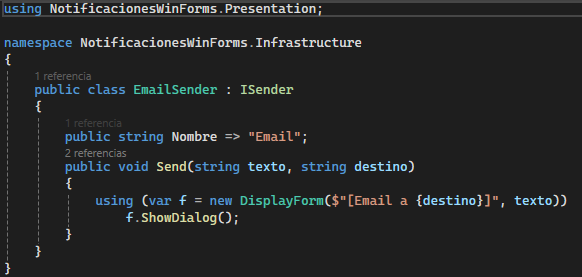 using NotificacionesWinForms.Presentation;
namespace NotificacionesWinForms.Infrastructure
{
1 referencia
public class EmailSender : ISender
{
1 referencia
public string Nombre => "Email";
2 referencias
public void Send(string texto, string destino)
{
using (var f = new DisplayForm($"[Email a {destino}]", texto))
f.ShowDialog();
}
}
}